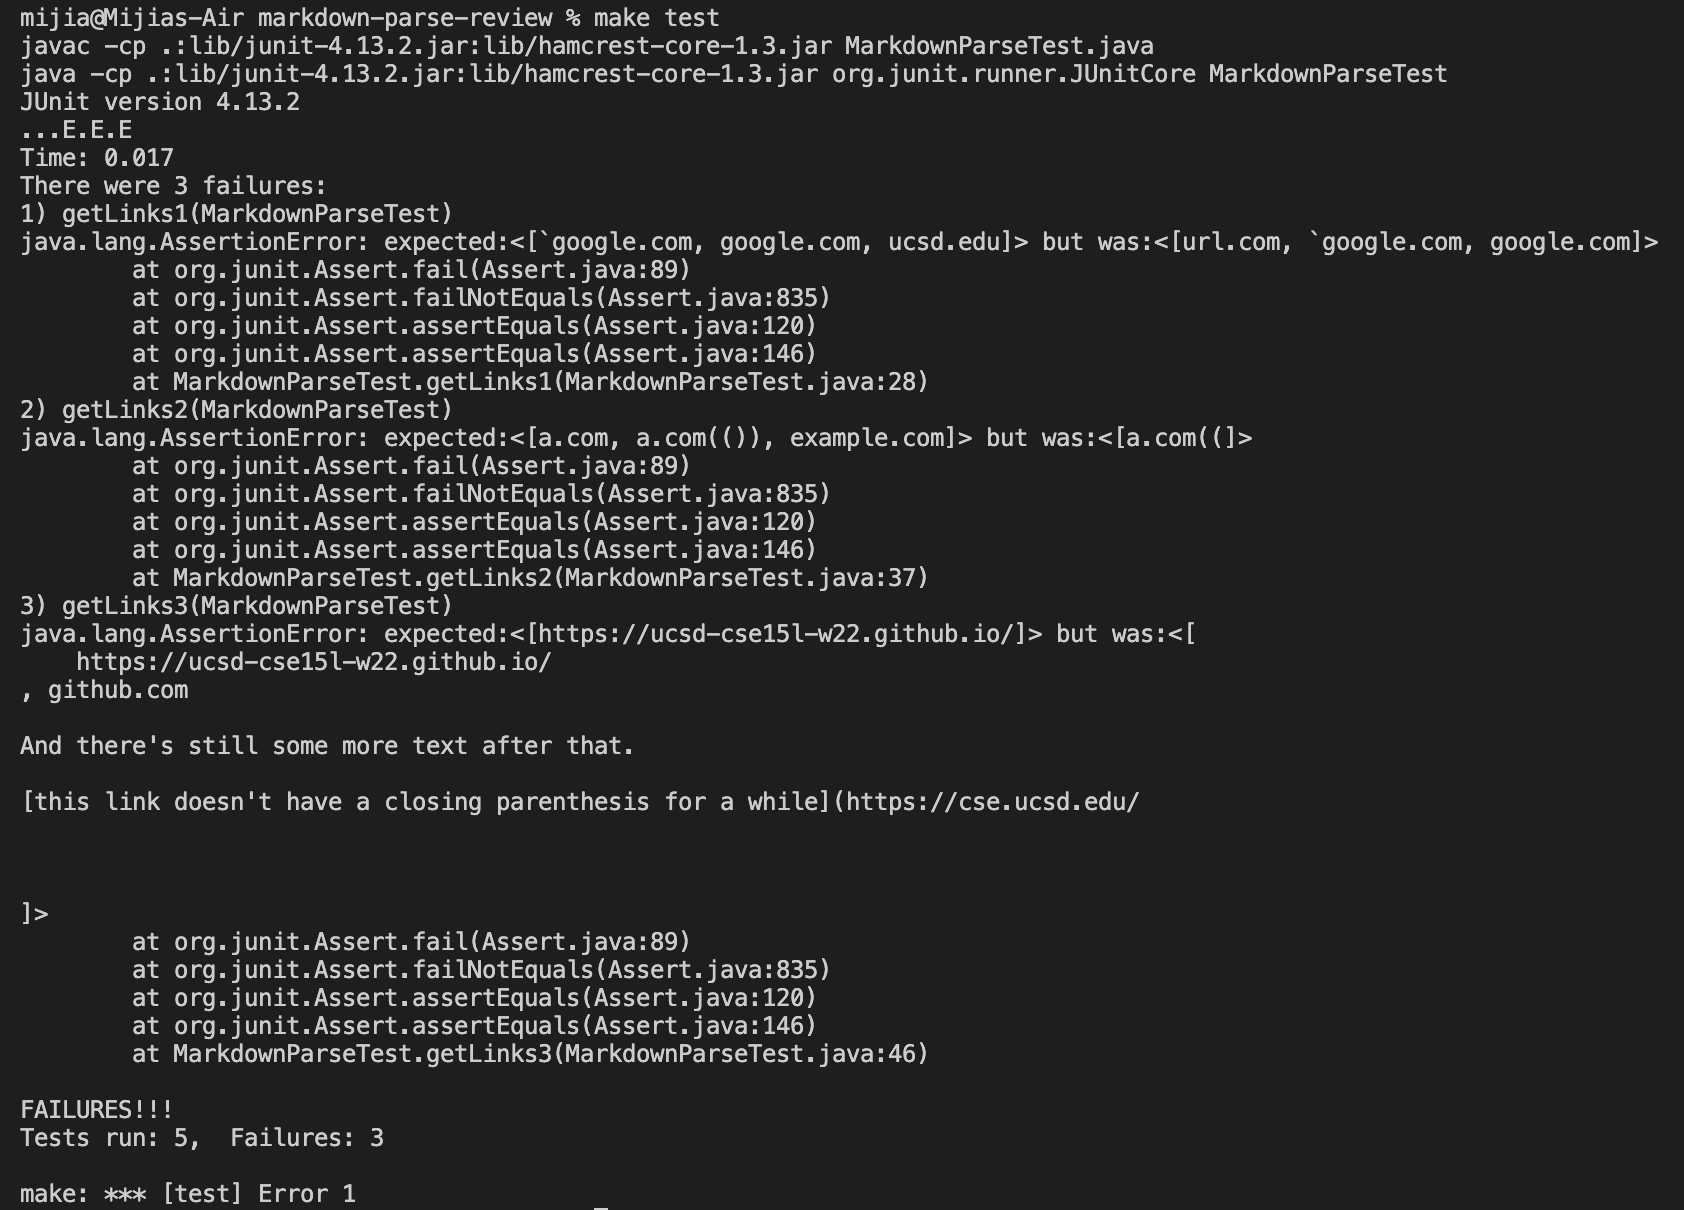 mijia@Mijias-Air markdown-parse-review % make test
javac -cp .:lib/junit-4.13.2.jar:lib/hamcrest-core-1.3.jar MarkdownParseTest.java
java -cp .:lib/junit-4.13.2.jar:lib/hamcrest-core-1.3.jar org.junit.runner.JUnitCore MarkdownParseTest
JUnit version 4.13.2
...E.E.E
Time: 0.017
There were 3 failures:
1) getLinks1(MarkdownParseTest)
java.lang.AssertionError: expected:<[`google.com, google.com, ucsd.edu]> but was:<[url.com, `google.com, google.com]>
        at org.junit.Assert.fail(Assert.java:89)
        at org.junit.Assert.failNotEquals(Assert.java:835)
        at org.junit.Assert.assertEquals(Assert.java:120)
        at org.junit.Assert.assertEquals(Assert.java:146)
        at MarkdownParseTest.getLinks1(MarkdownParseTest.java:28)
2) getLinks2(MarkdownParseTest)
java.lang.AssertionError: expected:<[a.com, a.com(()), example.com]> but was:<[a.com((]>
        at org.junit.Assert.fail(Assert.java:89)
        at org.junit.Assert.failNotEquals(Assert.java:835)
        at org.junit.Assert.assertEquals(Assert.java:120)
        at org.junit.Assert.assertEquals(Assert.java:146)
        at MarkdownParseTest.getLinks2(MarkdownParseTest.java:37)
3) getLinks3(MarkdownParseTest)
java.lang.AssertionError: expected:<[https://ucsd-cse15l-w22.github.io/]> but was:<[
    https://ucsd-cse15l-w22.github.io/
, github.com

And there's still some more text after that.

[this link doesn't have a closing parenthesis for a while](https://cse.ucsd.edu/



]>
        at org.junit.Assert.fail(Assert.java:89)
        at org.junit.Assert.failNotEquals(Assert.java:835)
        at org.junit.Assert.assertEquals(Assert.java:120)
        at org.junit.Assert.assertEquals(Assert.java:146)
        at MarkdownParseTest.getLinks3(MarkdownParseTest.java:46)

FAILURES!!!
Tests run: 5,  Failures: 3

make: *** [test] Error 1